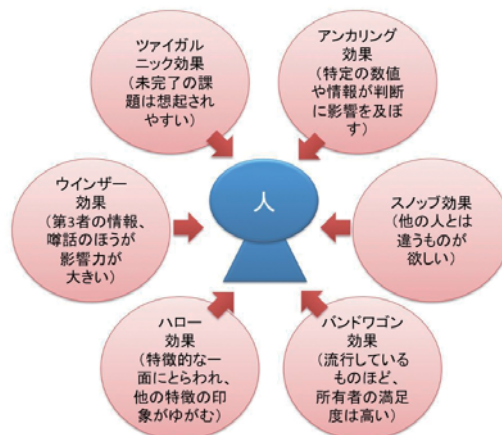 ツァイガル
ニック効果
(未完了の課
題は想起され
やすい)
アンカリング
効果
(特定の数値
や情報が判断
に影響を及ぼ
す)
ウインザー
効果
(第3者の情報、
噂話のほうが
影響力が
大きい)
人
スノッブ効果
(他の人とは
違うものが
欲しい)
ハロー
効果
(特徴的な一
面にとらわれ、
他の特徴の印
象がゆがむ)
バンドワゴン
効果
(流行している
ものほど、
所有者の満足
度は高い)